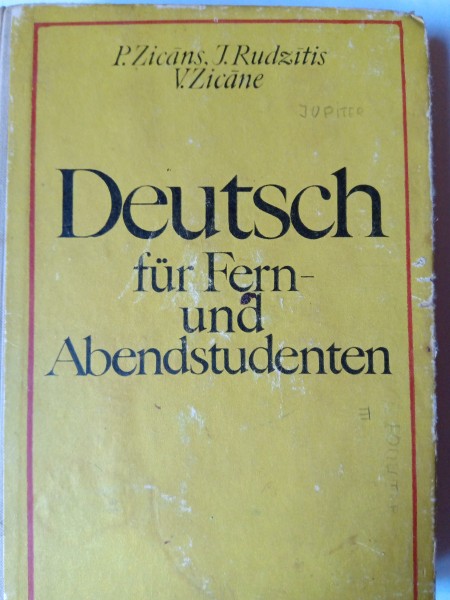 P. Zicāns, J. Rudzītis
V. Zicāne
Deutsch
für Fern-
und
Abendstudenten